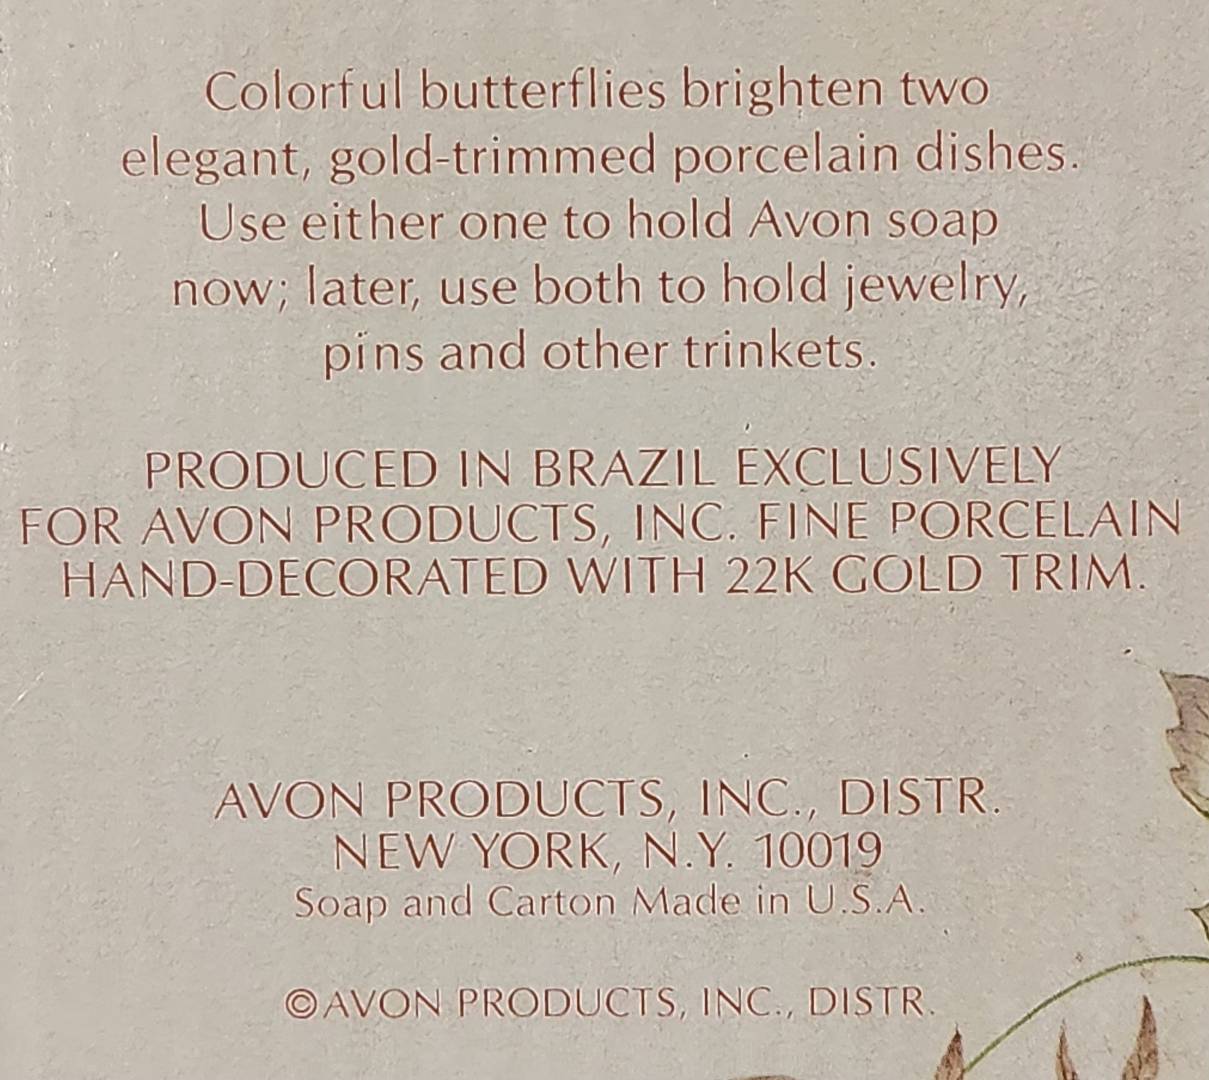 Colorful butterflies brighten two
elegant, gold-trimmed porcelain dishes.
Use either one to hold Avon soap
now; later, use both to hold jewelry,
pins and other trinkets.
PRODUCED IN BRAZIL EXCLUSIVELY
FOR AVON PRODUCTS, INC. FINE PORCELAIN
HAND-DECORATED WITH 22K GOLD TRIM.
AVON PRODUCTS, INC., DISTR.
NEW YORK, N.Y. 10019
Soap and Carton Made in U.S.A.
©AVON PRODUCTS, INC., DISTR.